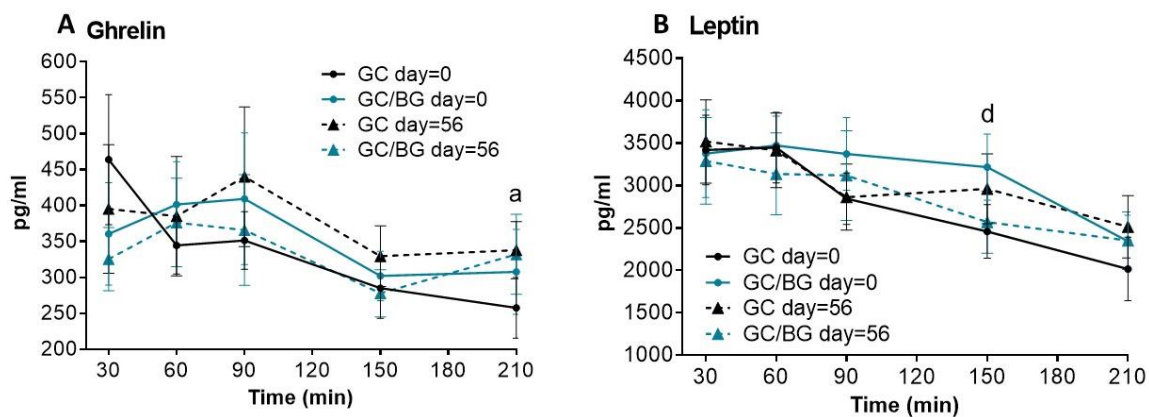 A Ghrelin
600
550
500
450
400
350
300
250
200
pg/ml
GC day=0
GC/BG day=0
GC day=56
GC/BG day=56
a
30 60 90 120 150 180 210
Time (min)
B Leptin
4500
4000
3500
3000
2500
2000
1500
1000
pg/ml
d
GC day=0
GC/BG day=0
GC day=56
GC/BG day=56
30 60 90 120 150 180 210
Time (min)